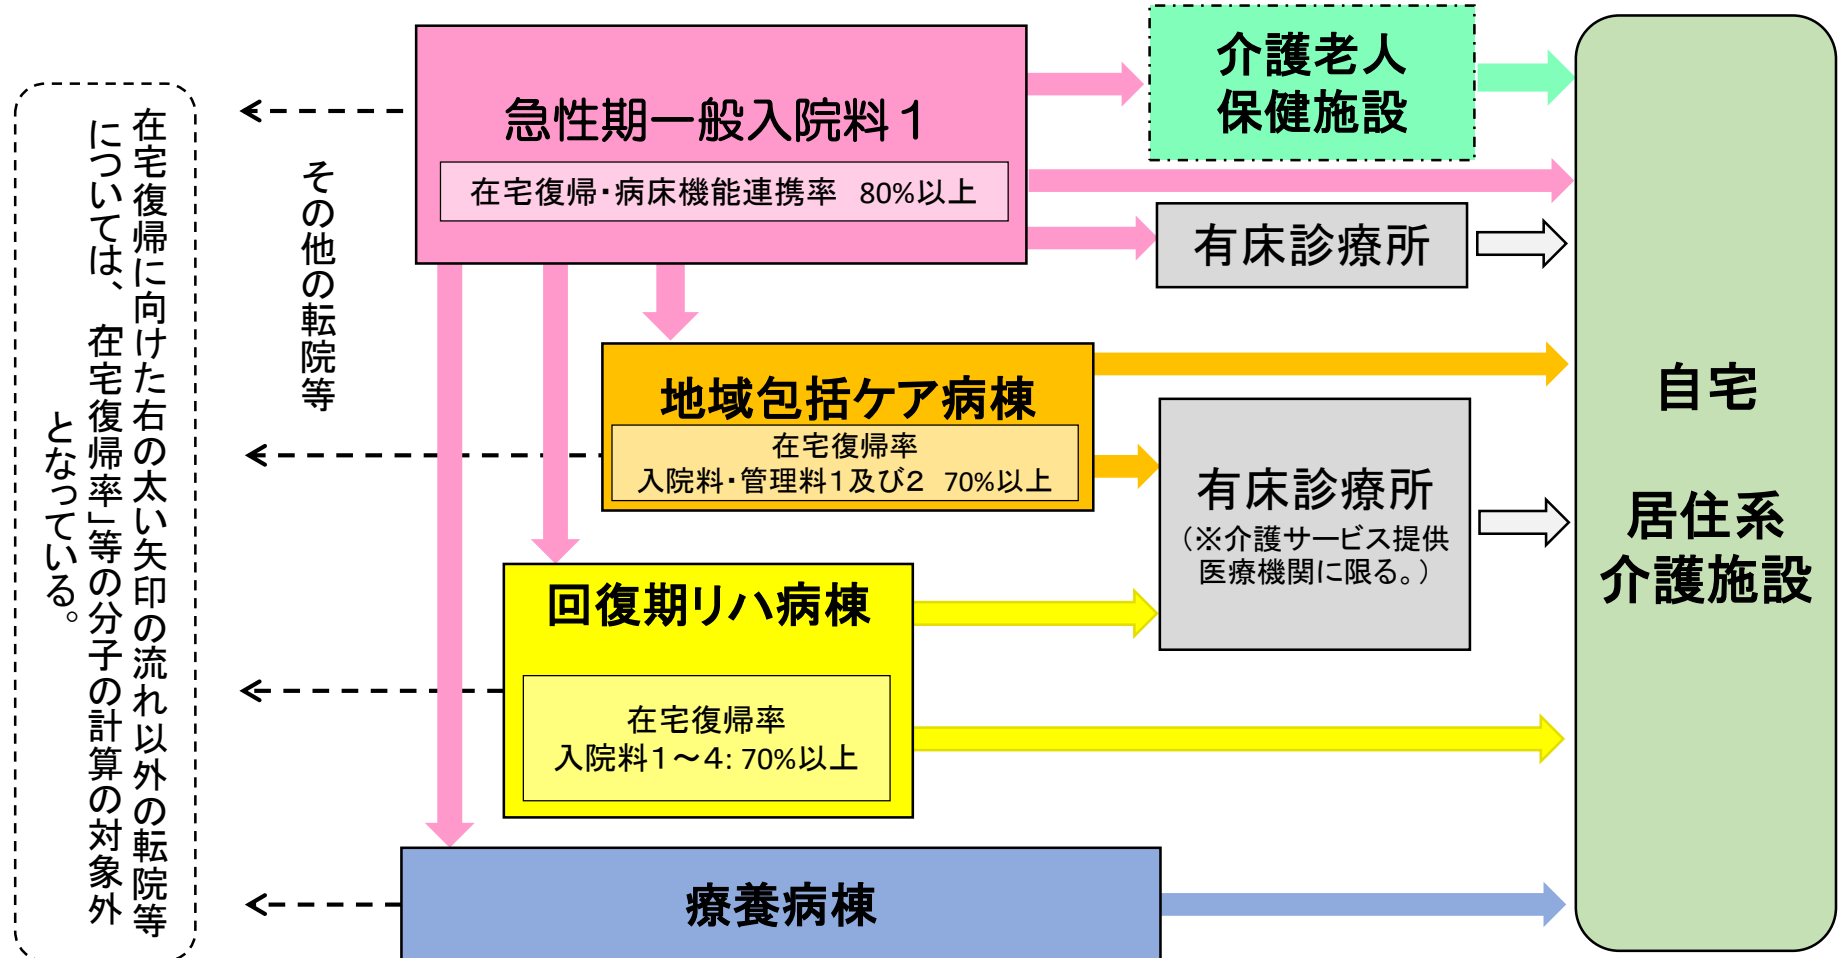 在宅復帰に向けた右の太い矢印の流れ以外の転院等
については、「在宅復帰率」等の分子の計算の対象外
となっている。
その他の転院等
急性期一般入院料1
在宅復帰・病床機能連携率 80%以上
介護老人
保健施設
有床診療所
地域包括ケア病棟
在宅復帰率
入院料・管理料1及び2 70%以上
有床診療所
(※介護サービス提供
医療機関に限る。)
回復期リハ病棟
在宅復帰率
入院料1~4:70%以上
療養病棟
自宅
居住系
介護施設